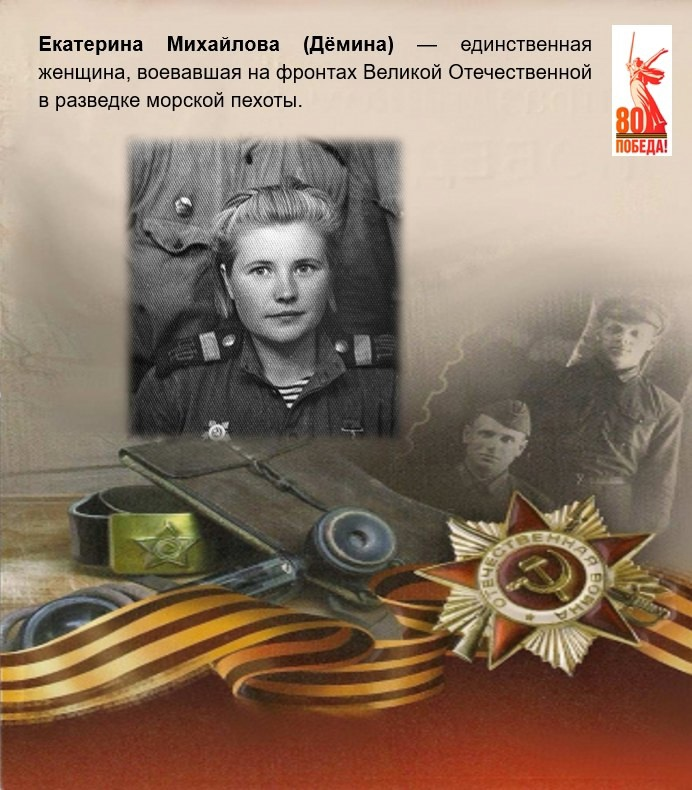 Екатерина Михайлова (Дёмина) — единственная
женщина, воевавшая на фронтах Великой Отечественной
в разведке морской пехоты.
80
ПОБЕДА!
ОТЕЧЕСТВЕННАЯ ВОЙНА